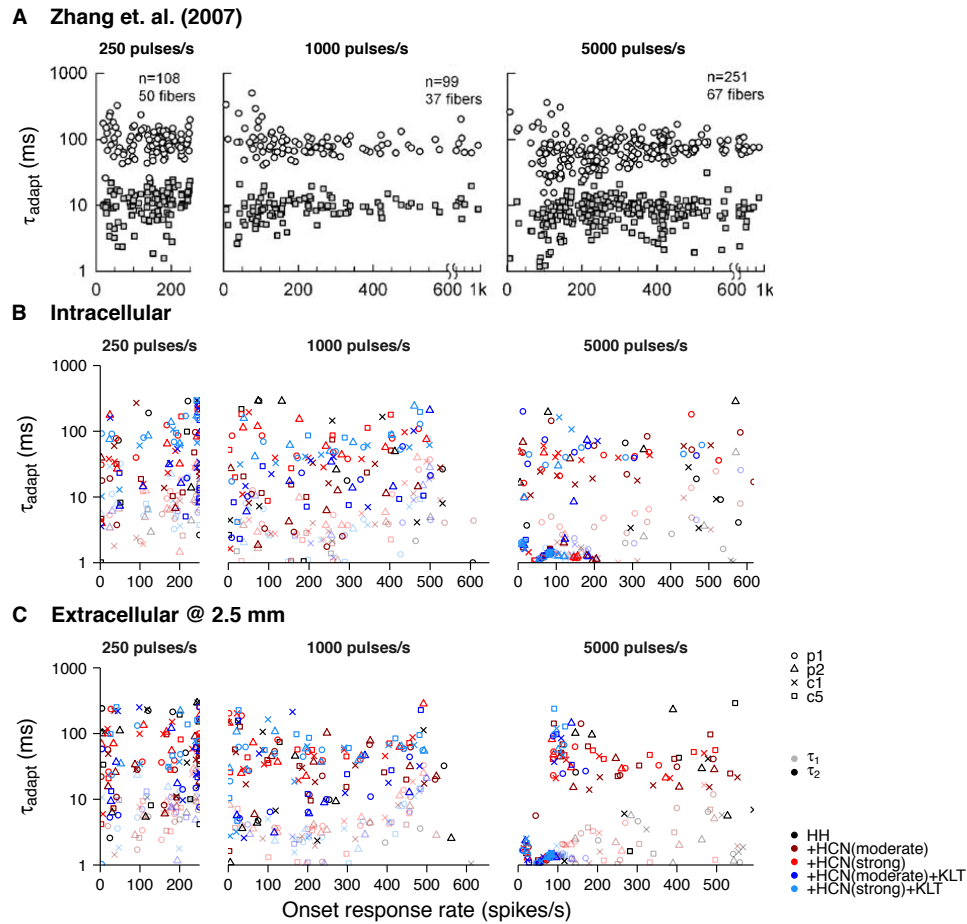 A Zhang et. al. (2007)
250 pulses/s 1000 pulses/s 5000 pulses/s
n=108
50 fibers
n=99
37 fibers
n=251
67 fibers
1000
100
10
1
τadapt (ms)
0 100 200 0 200 400 600 1k 0 200 400 600 1k
B Intracellular
250 pulses/s 1000 pulses/s 5000 pulses/s
1000
100
10
1
τadapt (ms)
0 100 200 0 100 200 300 400 500 600 0 100 200 300 400 500 600
C Extracellular @ 2.5 mm
250 pulses/s 1000 pulses/s 5000 pulses/s
1000
100
10
1
τadapt (ms)
0 100 200 0 100 200 300 400 500 600 0 100 200 300 400 500
Onset response rate (spikes/s)
p1
p2
c1
c5
τ1
τ2
HH
+HCN(moderate)
+HCN(strong)
+HCN(moderate)+KLT
+HCN(strong)+KLT